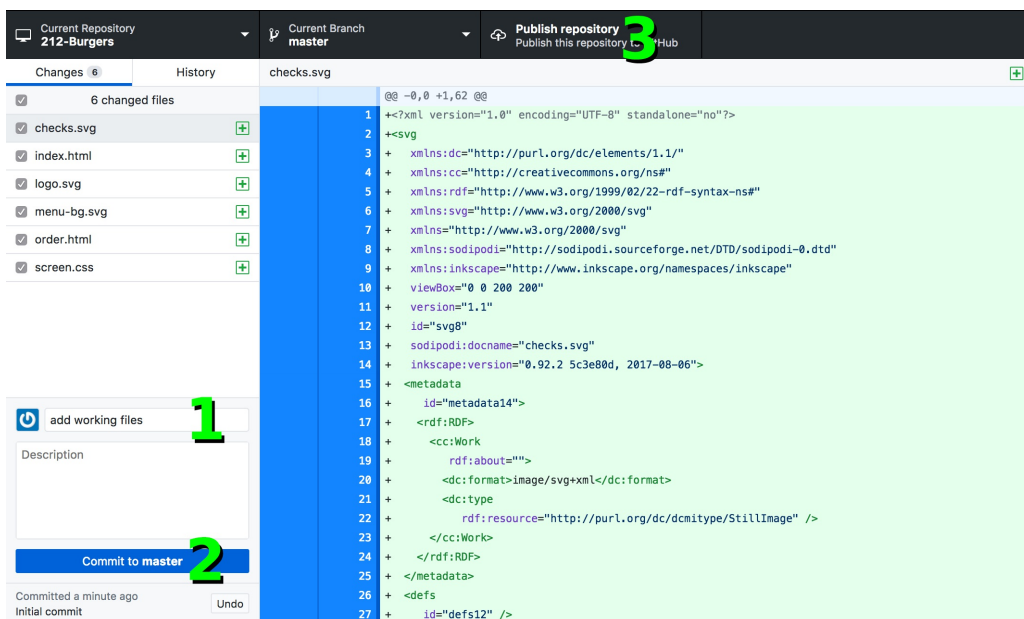 Current Repository
212-Burgers
Current Branch
master
Publish repository
Publish this repository to Hub
3
Changes 6
History
checks.svg
6 changed files
checks.svg
index.html
logo.svg
menu-bg.svg
order.html
screen.css
add working files
1
Description
Commit to master
2
Committed a minute ago
Initial commit
Undo
@@ -0,0 +1,62 @@
1 +<?xml version="1.0" encoding="UTF-8" standalone="no"?>
2 +<svg
3 + xmlns:dc="http://purl.org/dc/elements/1.1/"
4 + xmlns:cc="http://creativecommons.org/ns#"
5 + xmlns:rdf="http://www.w3.org/1999/02/22-rdf-syntax-ns#"
6 + xmlns:svg="http://www.w3.org/2000/svg"
7 + xmlns="http://www.w3.org/2000/svg"
8 + xmlns:sodipodi="http://sodipodi.sourceforge.net/DTD/sodipodi-0.dtd"
9 + xmlns:inkscape="http://www.inkscape.org/namespaces/inkscape"
10 + viewBox="0 0 200 200"
11 + version="1.1"
12 + id="svg8"
13 + sodipodi:docname="checks.svg"
14 + inkscape:version="0.92.2 5c3e80d, 2017-08-06">
15 + <metadata
16 + id="metadata14">
17 + <rdf:RDF>
18 + <cc:Work
19 + rdf:about="">
20 + <dc:format>image/svg+xml</dc:format>
21 + <dc:type
22 + rdf:resource="http://purl.org/dc/dcmitype/StillImage" />
23 + </cc:Work>
24 + </rdf:RDF>
25 + </metadata>
26 + <defs
27 + id="defs12" />